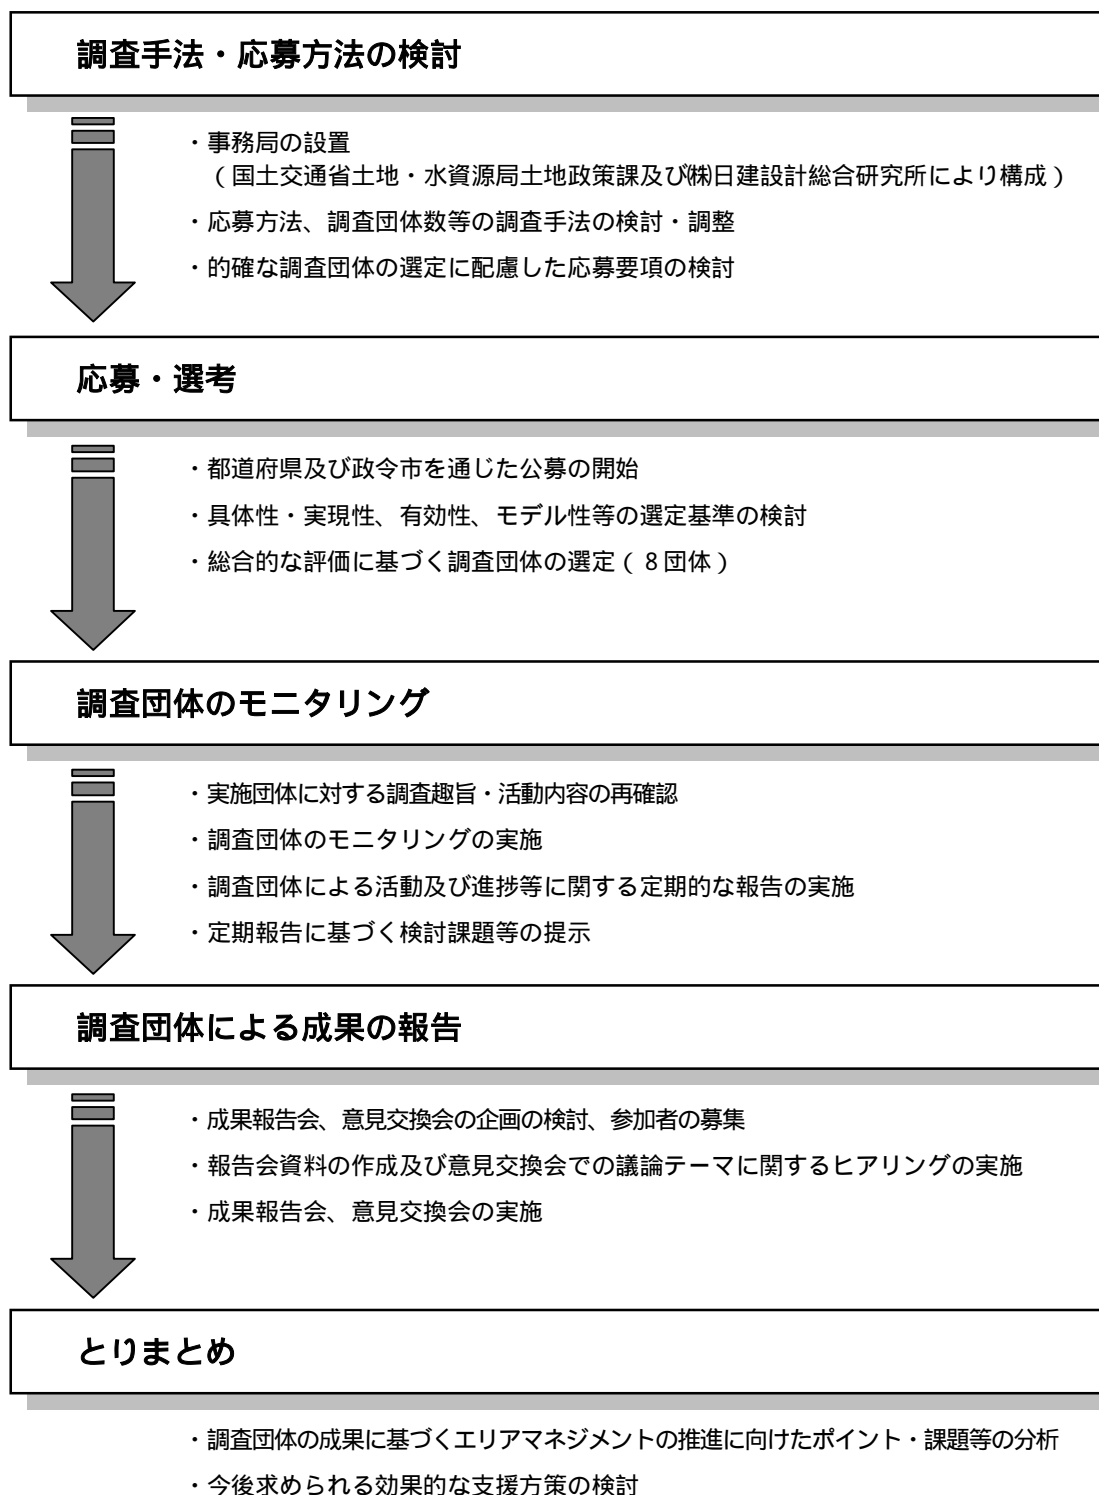 調査手法・応募方法の検討
・事務局の設置
（国土交通省土地・水資源局土地政策課及び㈱日建設計総合研究所により構成）
・応募方法、調査団体数等の調査手法の検討・調整
・的確な調査団体の選定に配慮した応募要項の検討
応募・選考
・都道府県及び政令市を通じた公募の開始
・具体性・実現性、有効性、モデル性等の選定基準の検討
・総合的な評価に基づく調査団体の選定（８団体）
調査団体のモニタリング
・実施団体に対する調査趣旨・活動内容の再確認
・調査団体のモニタリングの実施
・調査団体による活動及び進捗等に関する定期的な報告の実施
・定期報告に基づく検討課題等の提示
調査団体による成果の報告
・成果報告会、意見交換会の企画の検討、参加者の募集
・報告会資料の作成及び意見交換会での議論テーマに関するヒアリングの実施
・成果報告会、意見交換会の実施
とりまとめ
・調査団体の成果に基づくエリアマネジメントの推進に向けたポイント・課題等の分析
・今後求められる効果的な支援方策の検討